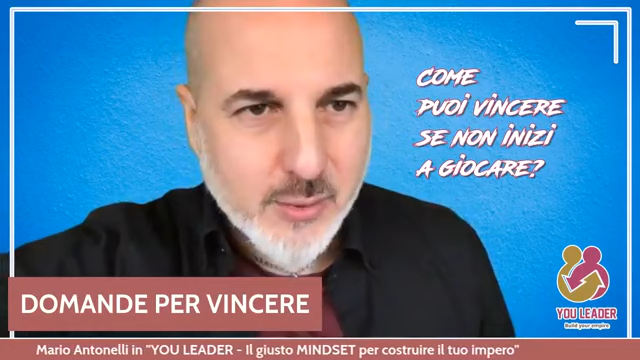 COME
PUOI VINCERE
SE NON INIZI
A GIOCARE?
DOMANDE PER VINCERE
YOU LEADER
Build your empire
Mario Antonelli in "YOU LEADER - Il giusto MINDSET per costruire il tuo impero"